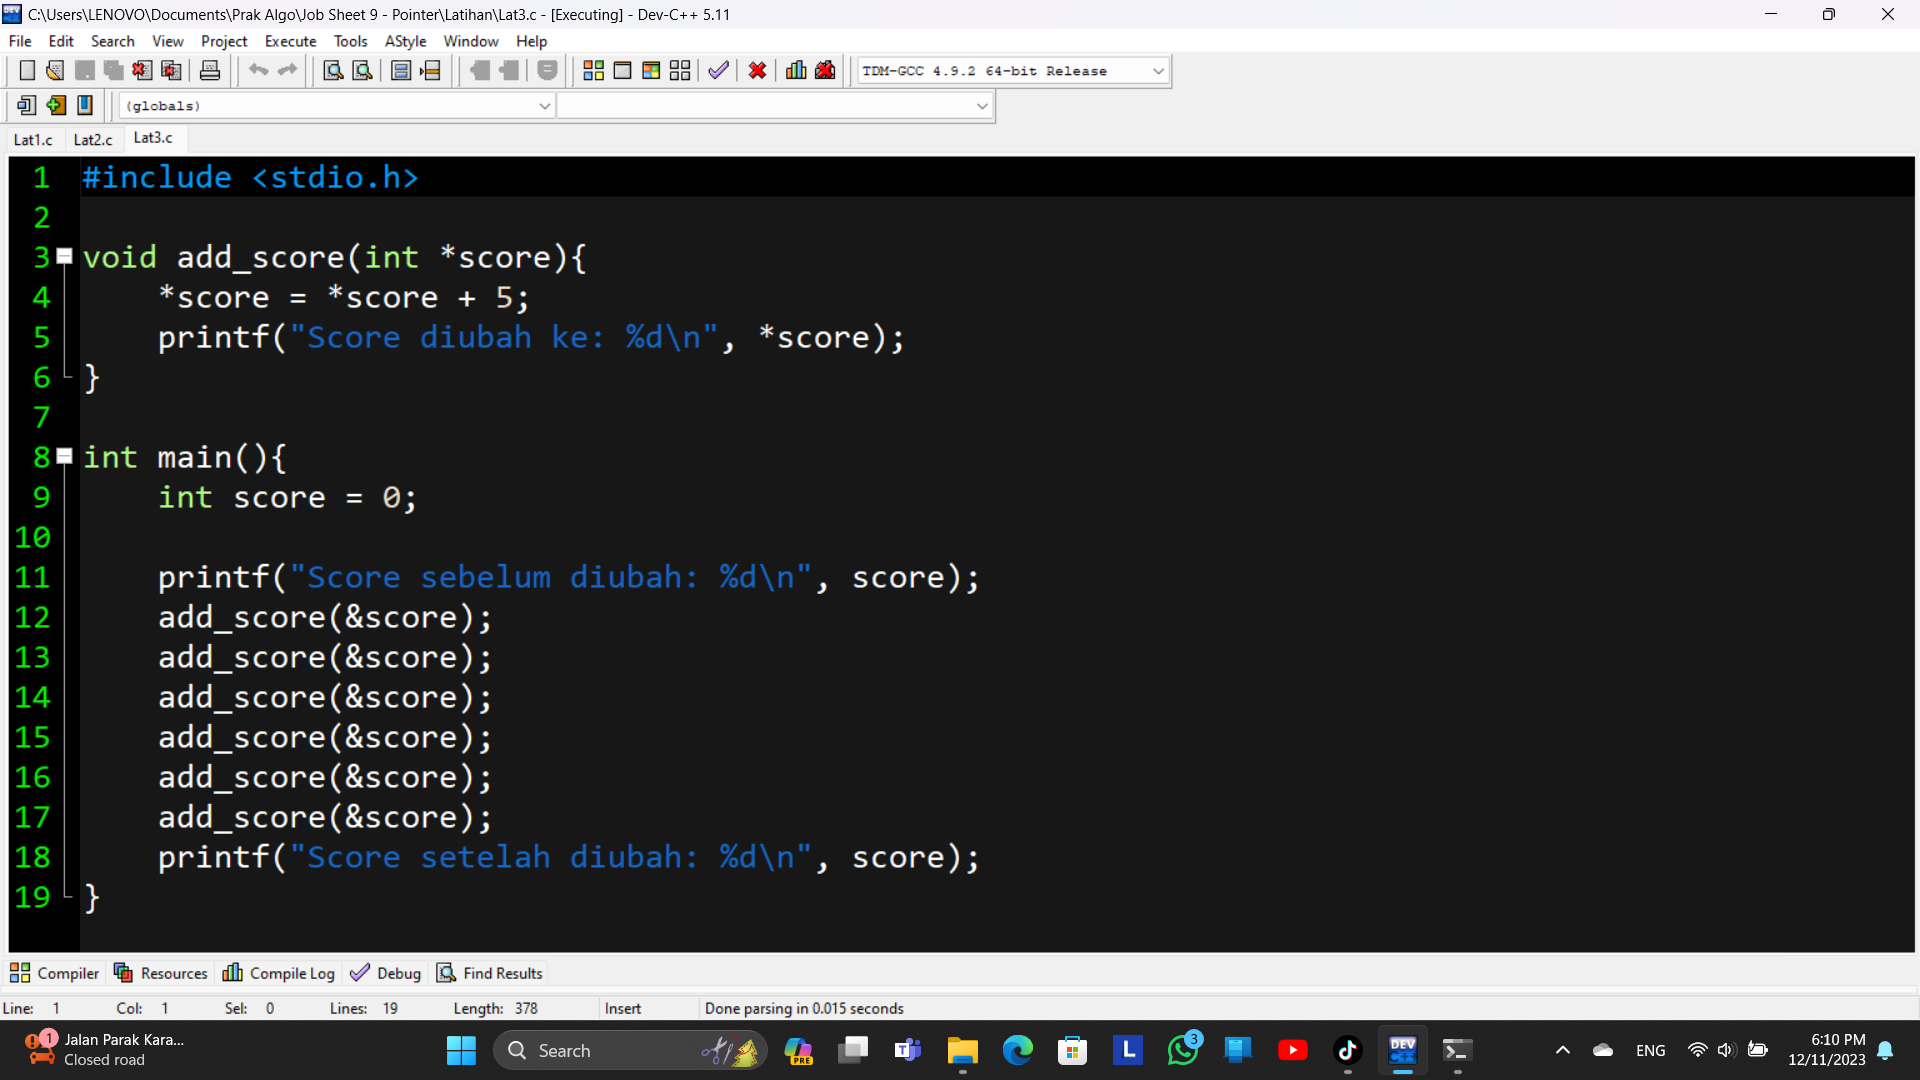 C:\Users\LENOVO\Documents\Prak Algo\Job Sheet 9 - Pointer\Latihan\Lat3.c - [Executing] - Dev-C++ 5.11
File Edit Search View Project Execute Tools AStyle Window Help
TDM-GCC 4.9.2 64-bit Release
(globals)
Lat1.c Lat2.c Lat3.c
1 #include <stdio.h>
2
3 void add_score(int *score){
4     *score = *score + 5;
5     printf("Score diubah ke: %d\n", *score);
6 }
7
8 int main(){
9     int score = 0;
10
11     printf("Score sebelum diubah: %d\n", score);
12     add_score(&score);
13     add_score(&score);
14     add_score(&score);
15     add_score(&score);
16     add_score(&score);
17     add_score(&score);
18     printf("Score setelah diubah: %d\n", score);
19 }
Compiler Resources Compile Log Debug Find Results
Line: 1 Col: 1 Sel: 0 Lines: 19 Length: 378 Insert Done parsing in 0.015 seconds
1 Jalan Parak Kara...
Closed road
Search
PRE
L
3
DEV
C++
ENG
6:10 PM
12/11/2023